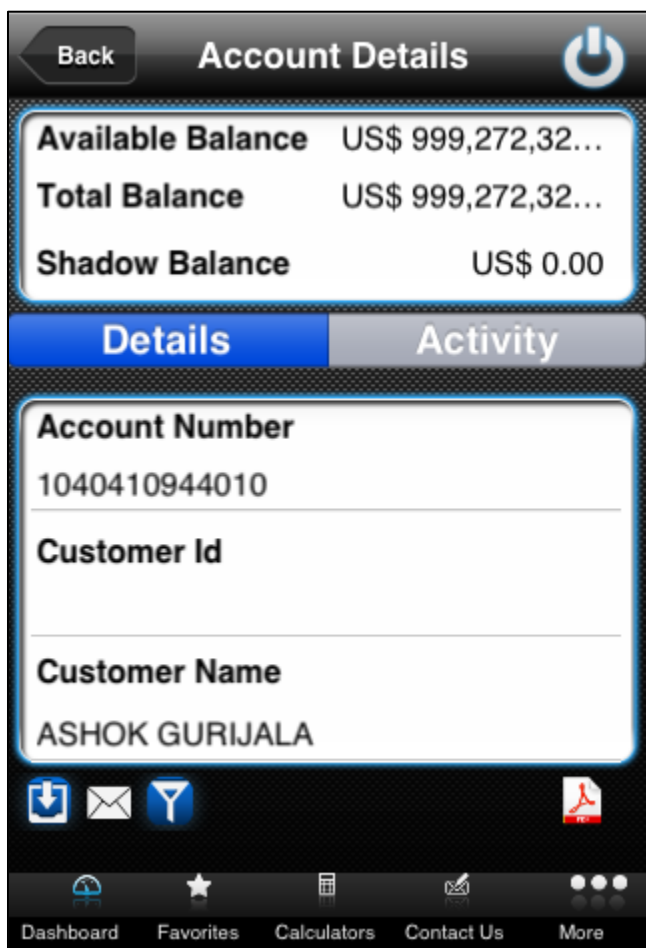 Back Account Details
Available Balance US$ 999,272,32...
Total Balance US$ 999,272,32...
Shadow Balance US$ 0.00
Details Activity
Account Number
1040410944010
Customer Id
Customer Name
ASHOK GURIJALA
Dashboard Favorites Calculators Contact Us More